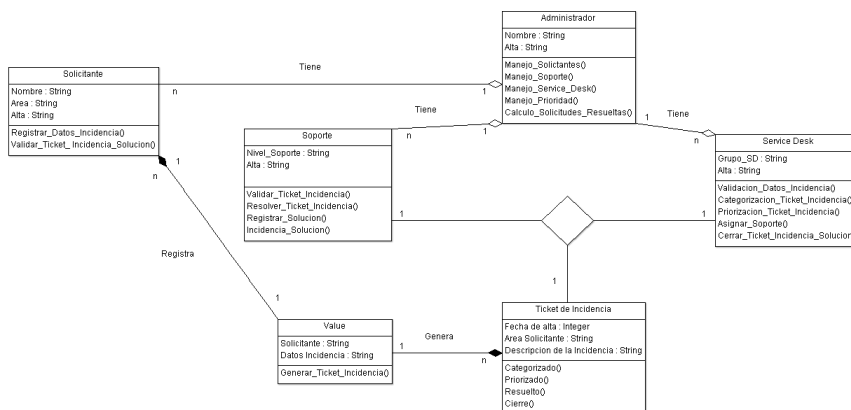 Administrador
Nombre : String
Alta : String
Manejo_Solictantes()
Manejo_Soporte()
Manejo_Service_Desk()
Manejo_Prioridad()
Calculo_Solicitudes_Resueltas()
Tiene
n
1
Solicitante
Nombre : String
Area : String
Alta : String
Registrar_Datos_Incidencia()
Validar_Ticket_ Incidencia_Solucion()
Tiene
n
1
1
Tiene
n
Soporte
Nivel_Soporte : String
Alta : String
Validar_Ticket_Incidencia()
Resolver_Ticket_Incidencia()
Registrar_Solucion()
Incidencia_Solucion()
Service Desk
Grupo_SD : String
Alta : String
Validacion_Datos_Incidencia()
Categorizacion_Ticket_Incidencia()
Priorizacion_Ticket_Incidencia()
Asignar_Soporte()
Cerrar_Ticket_Incidencia_Solucion
1
n
1
1
1
Registra
1
Value
Solicitante : String
Datos Incidencia : String
Generar_Ticket_Incidencia()
1
Genera
n
Ticket de Incidencia
Fecha de alta : Integer
Area Solicitante : String
Descripcion de la Incidencia : String
Categorizado()
Priorizado()
Resuelto()
Cierre()